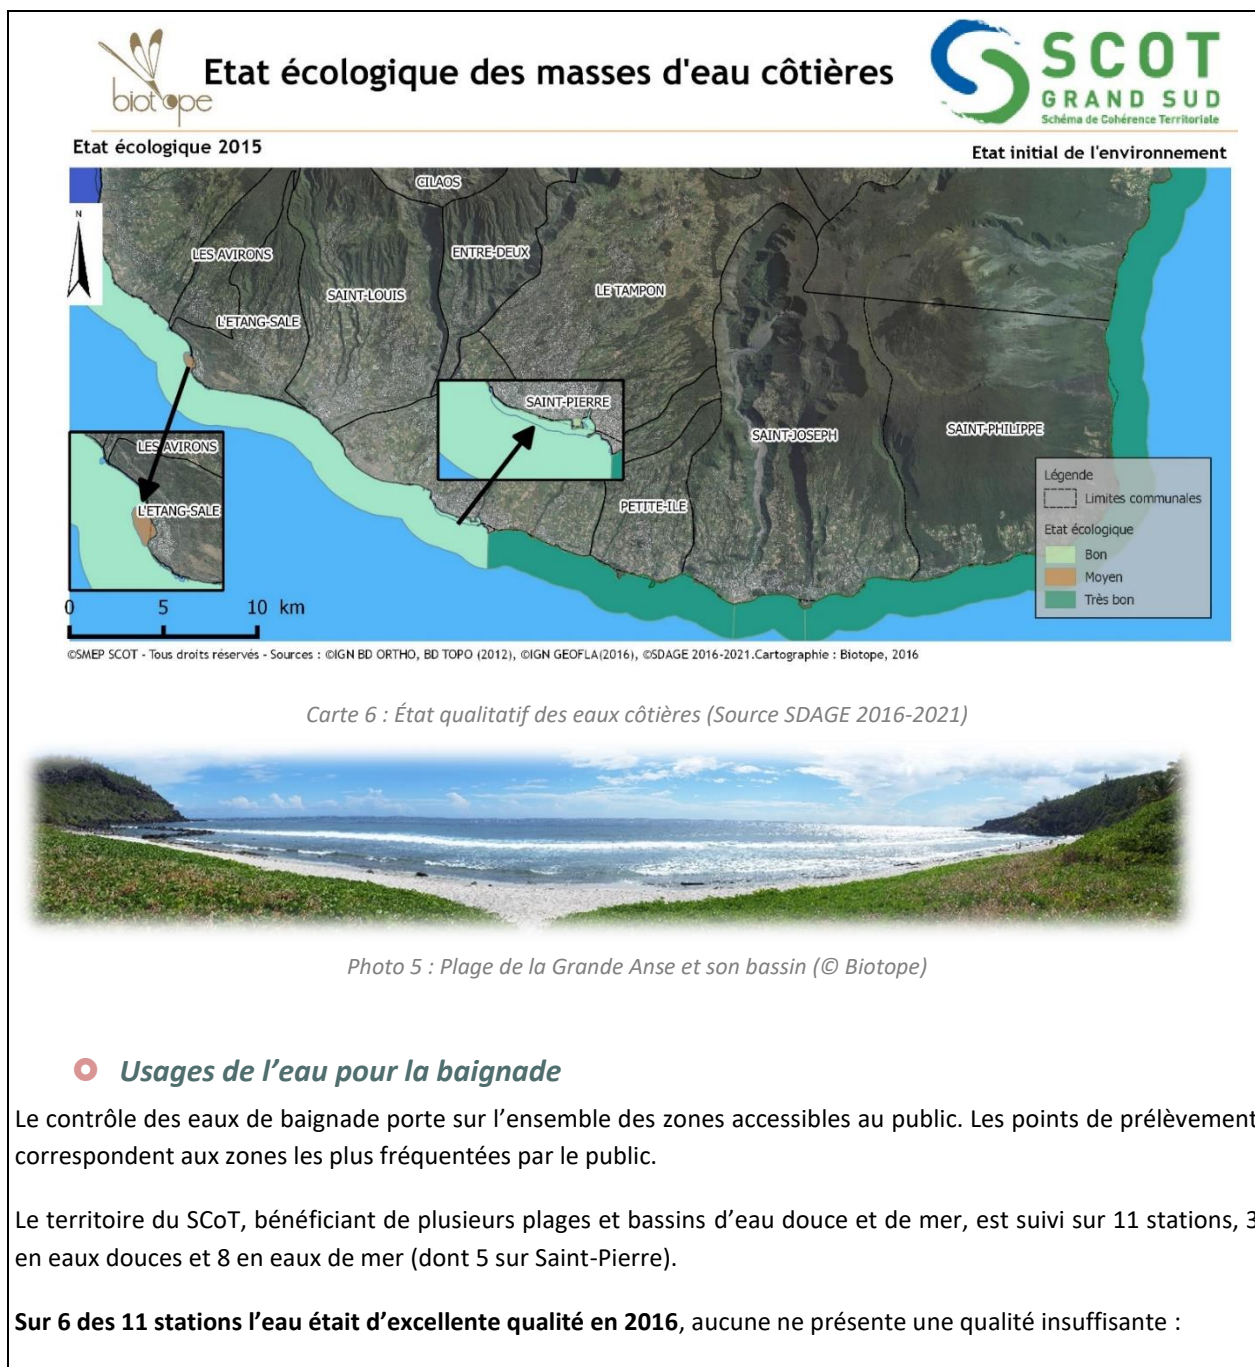 biotope
Etat écologique des masses d'eau côtières
SCOT
GRAND SUD
Schéma de Cohérence Territoriale
Etat écologique 2015
Etat initial de l'environnement
N
CILAOS
LES AVIRONS
ENTRE-DEUX
SAINT-LOUIS
LE TAMPON
L'ETANG-SALE
SAINT-PIERRE
SAINT-JOSEPH
SAINT-PHILIPPE
LES AVIRONS
L'ETANG-SALE
PETITE-ILE
Légende
Limites communales
Etat écologique
Bon
Moyen
Très bon
0 5 10 km
©SMEP SCOT - Tous droits réservés - Sources : ©IGN BD ORTHO, BD TOPO (2012), ©IGN GEOFLA(2016), ©SDAGE 2016-2021.Cartographie : Biotope, 2016
Carte 6 : État qualitatif des eaux côtières (Source SDAGE 2016-2021)
Photo 5 : Plage de la Grande Anse et son bassin (© Biotope)
Usages de l'eau pour la baignade
Le contrôle des eaux de baignade porte sur l'ensemble des zones accessibles au public. Les points de prélèvement
correspondent aux zones les plus fréquentées par le public.
Le territoire du SCoT, bénéficiant de plusieurs plages et bassins d'eau douce et de mer, est suivi sur 11 stations, 3
en eaux douces et 8 en eaux de mer (dont 5 sur Saint-Pierre).
Sur 6 des 11 stations l'eau était d'excellente qualité en 2016, aucune ne présente une qualité insuffisante :